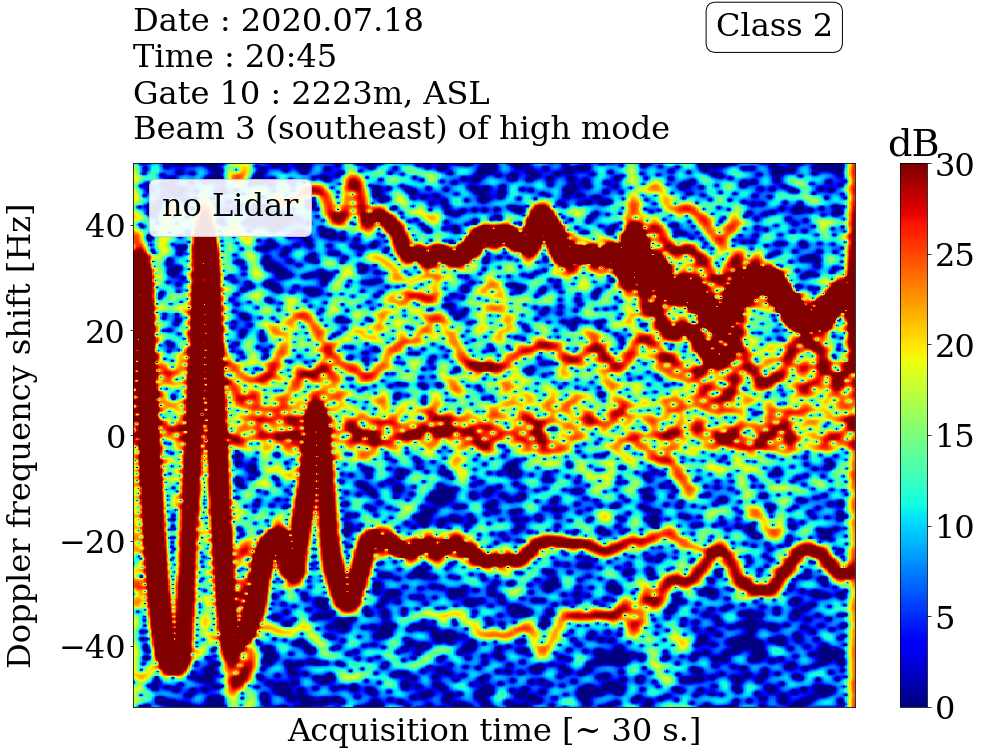 Date : 2020.07.18
Time : 20:45
Gate 10 : 2223m, ASL
Beam 3 (southeast) of high mode
Class 2
no Lidar
Doppler frequency shift [Hz]
40
20
0
−20
−40
Acquisition time [~ 30 s.]
dB
30
25
20
15
10
5
0